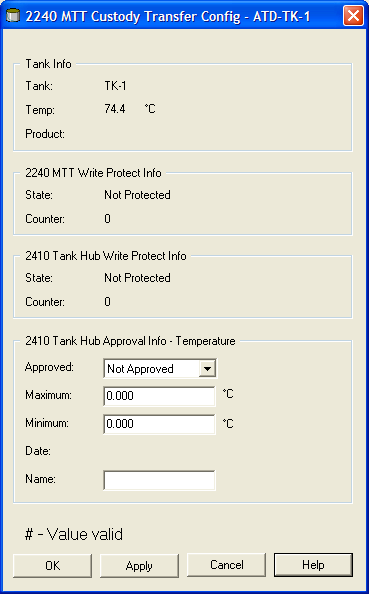 2240 MTT Custody Transfer Config - ATD-TK-1
Tank Info
Tank: TK-1
Temp: 74.4 °C
Product:
2240 MTT Write Protect Info
State: Not Protected
Counter: 0
2410 Tank Hub Write Protect Info
State: Not Protected
Counter: 0
2410 Tank Hub Approval Info - Temperature
Approved: Not Approved
Maximum: 0.000 °C
Minimum: 0.000 °C
Date:
Name:
# - Value valid
OK Apply Cancel Help